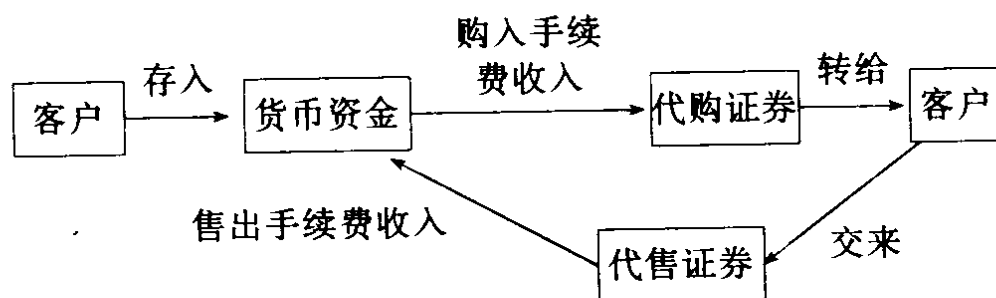 购入手续
费收入
存入
转给
客户
货币资金
代购证券
客户
售出手续费收入
交来
代售证券